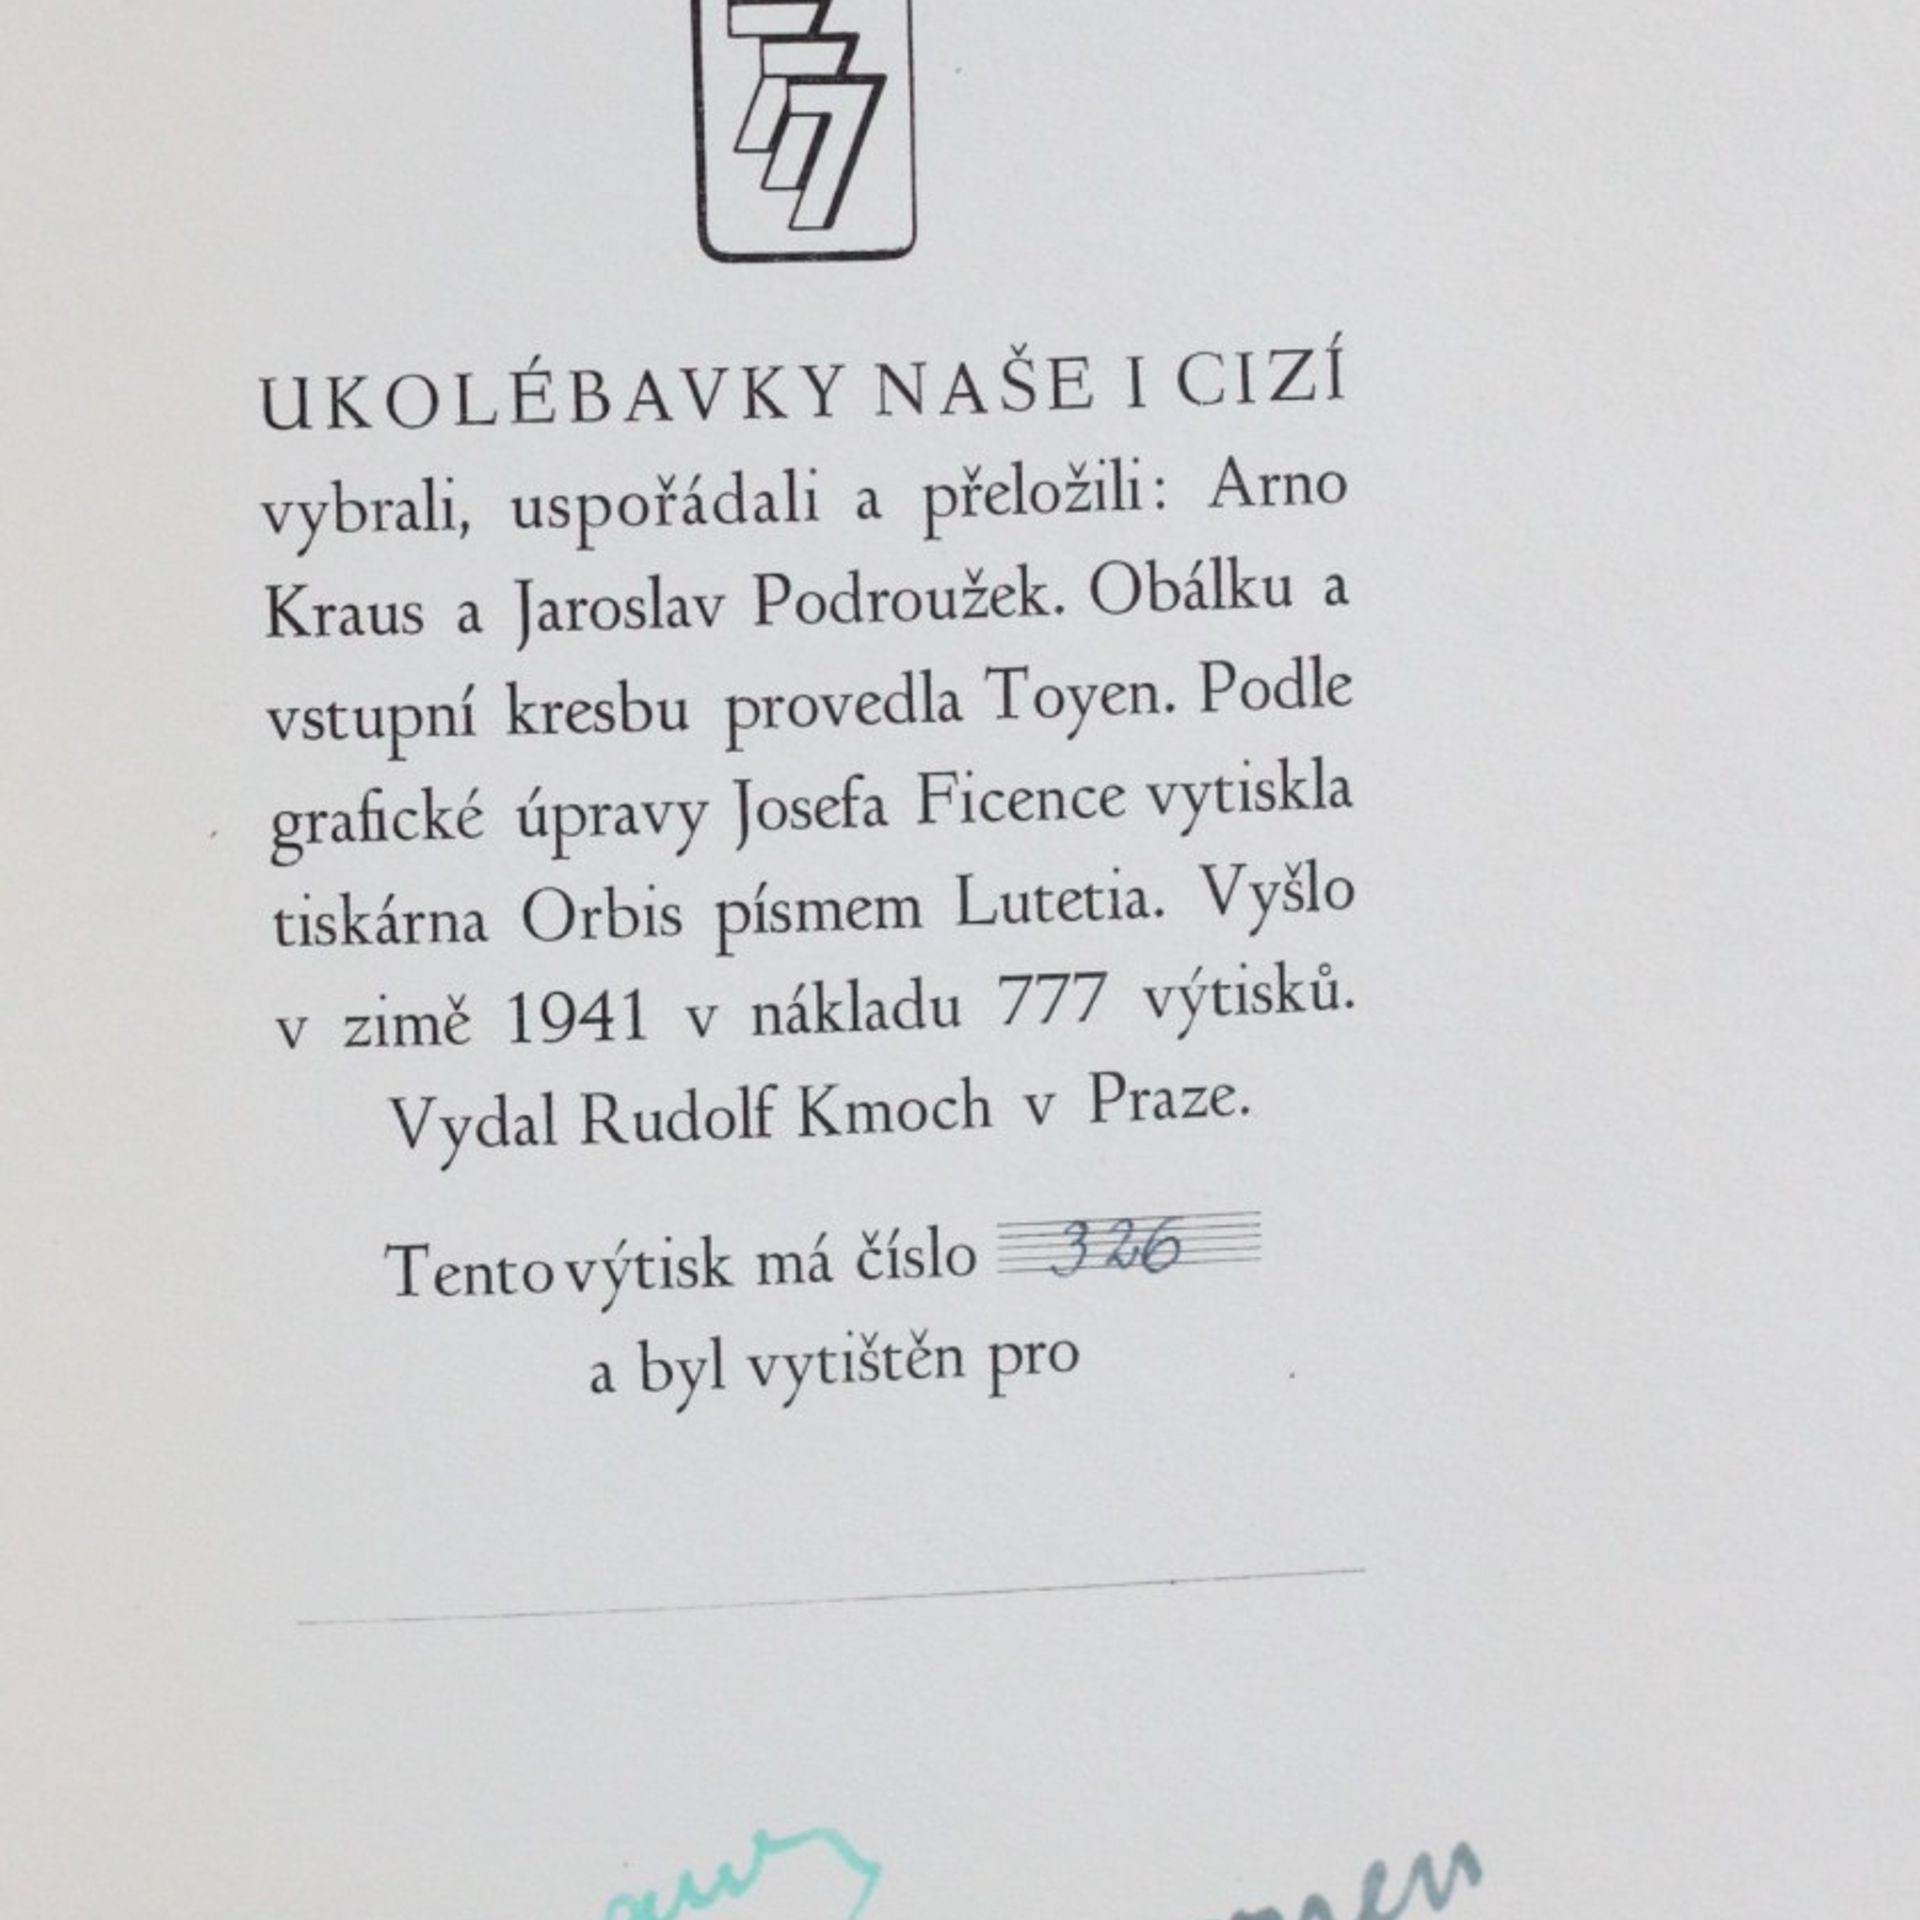 777
UKOLÉBAVKY NAŠE I CIZÍ
vybrali, uspořádali a přeložili: Arno
Kraus a Jaroslav Podroužek. Obálku a
vstupní kresbu provedla Toyen. Podle
grafické úpravy Josefa Ficence vytiskla
tiskárna Orbis písmem Lutetia. Vyšlo
v zimě 1941 v nákladu 777 výtisků.
Vydal Rudolf Kmoch v Praze.
Tento výtisk má číslo 326
a byl vytištěn pro